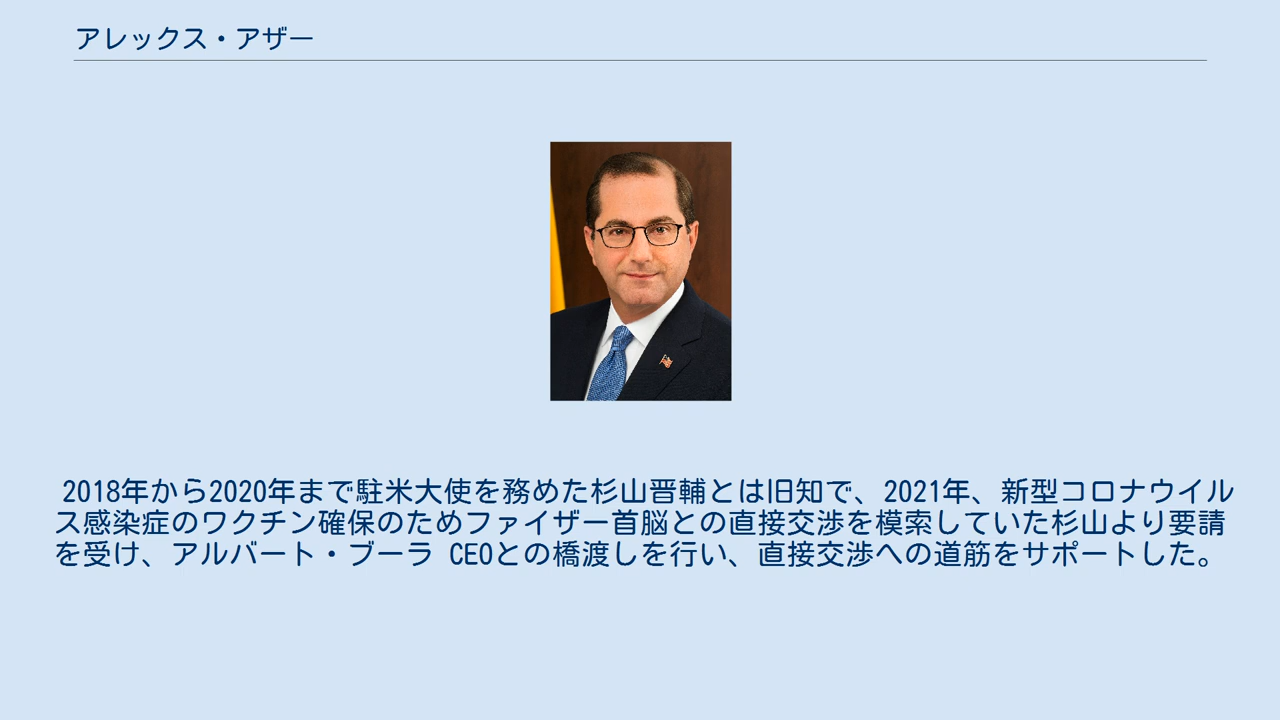 アレックス・アザー
2018年から2020年まで駐米大使を務めた杉山晋輔とは旧知で、2021年、新型コロナウイル
ス感染症のワクチン確保のためファイザー首脳との直接交渉を模索していた杉山より要請
を受け、アルバート・ブーラ CEOとの橋渡しを行い、直接交渉への道筋をサポートした。